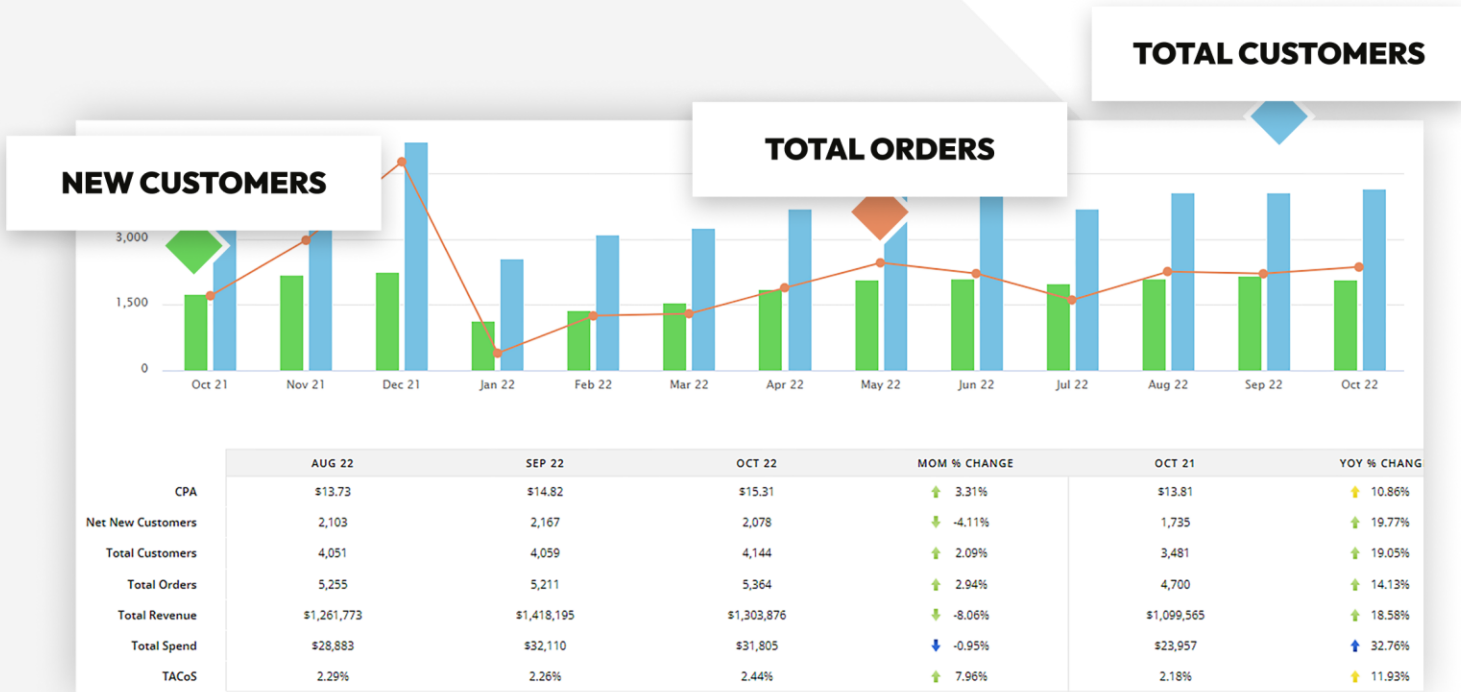 TOTAL CUSTOMERS
TOTAL ORDERS
NEW CUSTOMERS
3,000
1,500
0
Oct 21 Nov 21 Dec 21 Jan 22 Feb 22 Mar 22 Apr 22 May 22 Jun 22 Jul 22 Aug 22 Sep 22 Oct 22
AUG 22 SEP 22 OCT 22 MOM % CHANGE OCT 21 YOY % CHANG
CPA $13.73 $14.82 $15.31 3.31% $13.81 10.86%
Net New Customers 2,103 2,167 2,078 -4.11% 1,735 19.77%
Total Customers 4,051 4,059 4,144 2.09% 3,481 19.05%
Total Orders 5,255 5,211 5,364 2.94% 4,700 14.13%
Total Revenue $1,261,773 $1,418,195 $1,303,876 -8.06% $1,099,565 18.58%
Total Spend $28,883 $32,110 $31,805 -0.95% $23,957 32.76%
TACoS 2.29% 2.26% 2.44% 7.96% 2.18% 11.93%